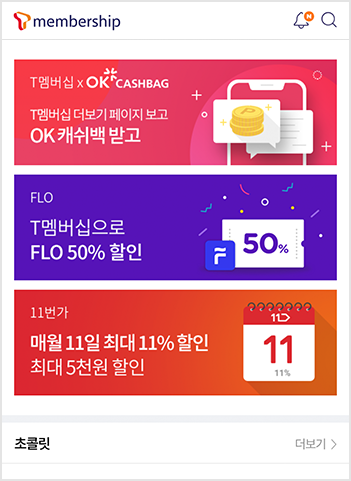 membership
N
T멤버십 x OK CASHBAG
T멤버십 더보기 페이지 보고
OK 캐쉬백 받고
P
FLO
T멤버십으로
FLO 50% 할인
50%
11번가
매월 11일 최대 11% 할인
최대 5천원 할인
11
11
11%
초콜릿
더보기